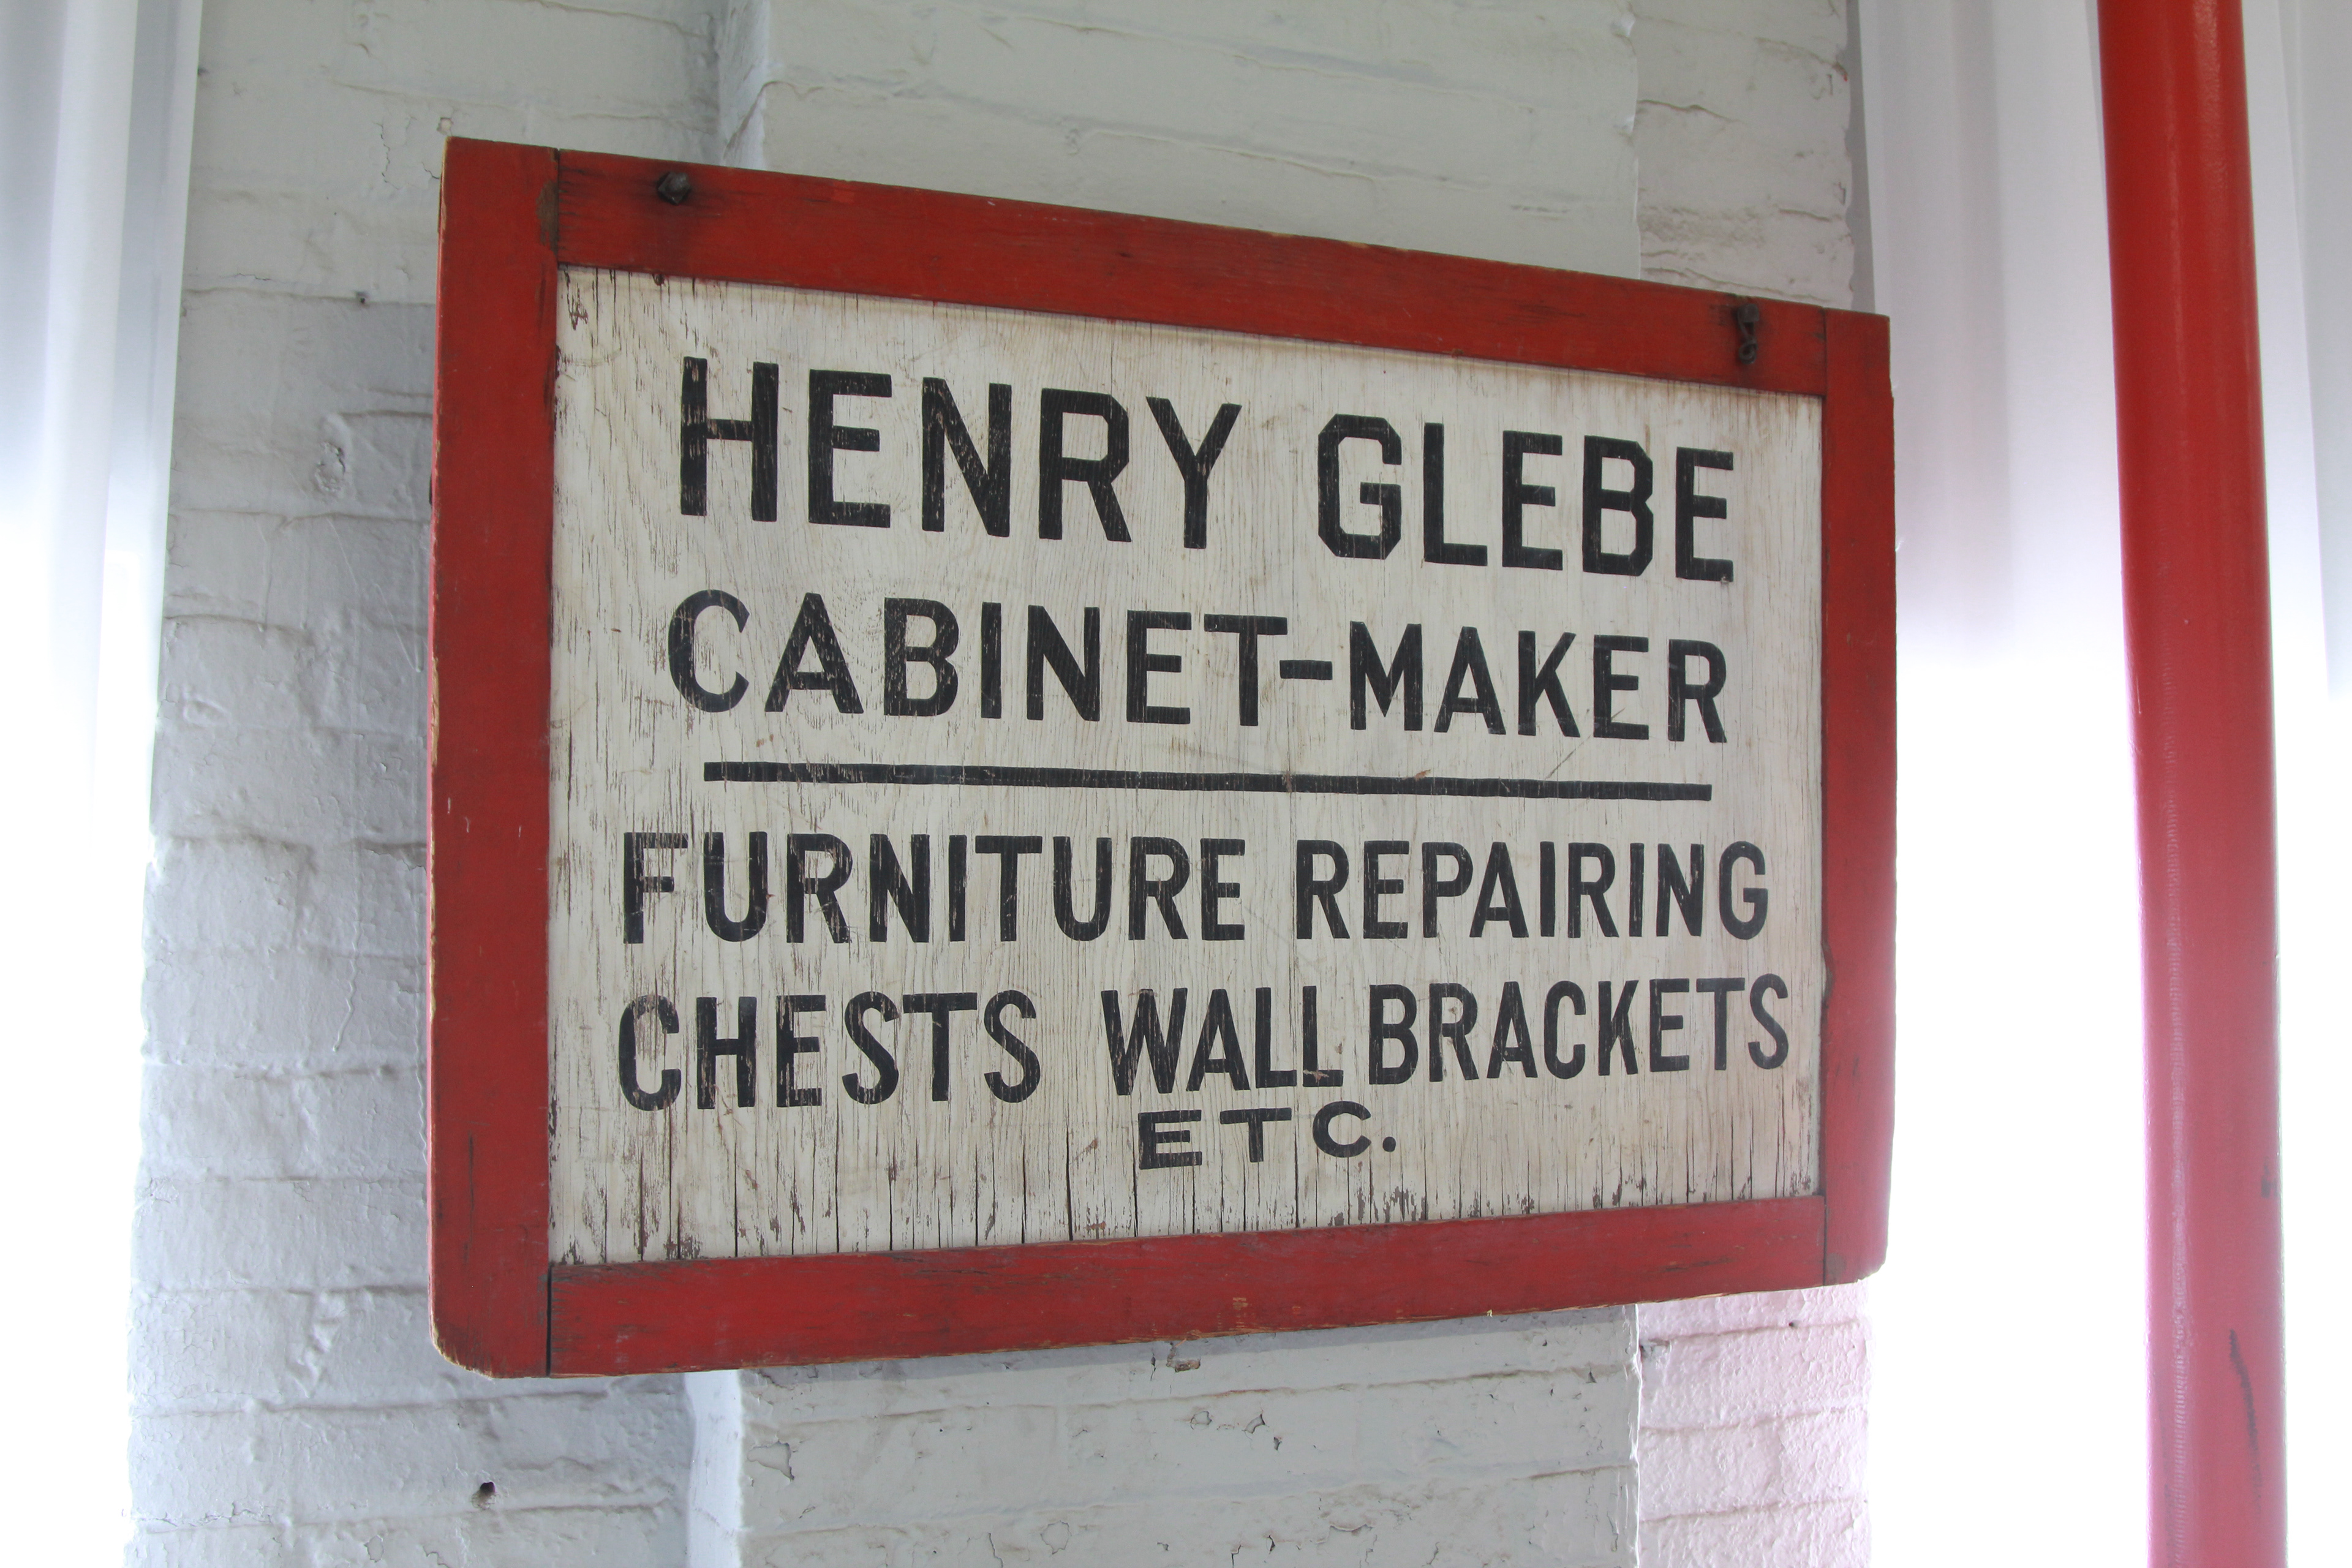 HENRY GLEBE
CABINET-MAKER
FURNITURE REPAIRING
CHESTS WALL BRACKETS
ETC.